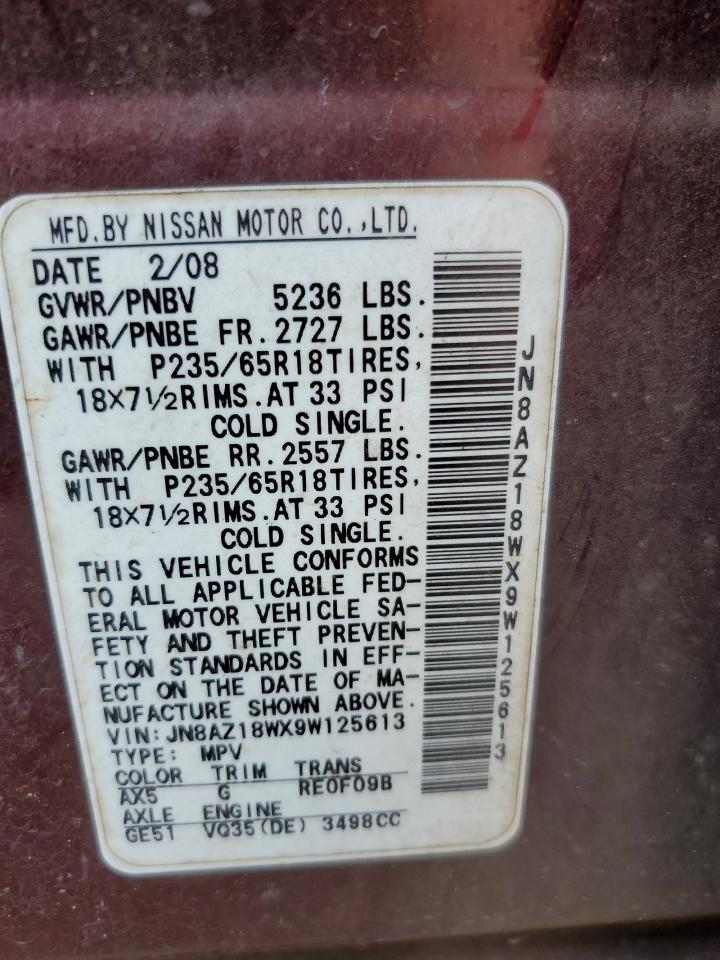 MFD.BY NISSAN MOTOR CO.,LTD.
DATE 2/08
GVWR/PNBV 5236 LBS.
GAWR/PNBE FR.2727 LBS.
WITH P235/65R18TIRES,
18X7½RIMS.AT 33 PSI
COLD SINGLE.
GAWR/PNBE RR.2557 LBS.
WITH P235/65R18TIRES,
18X7½RIMS.AT 33 PSI
COLD SINGLE.
THIS VEHICLE CONFORMS
TO ALL APPLICABLE FED-
ERAL MOTOR VEHICLE SA-
FETY AND THEFT PREVEN-
TION STANDARDS IN EFF-
ECT ON THE DATE OF MA-
NUFACTURE SHOWN ABOVE.
VIN:JN8AZ18WX9W125613
TYPE: MPV
COLOR TRIM TRANS
AX5 G RE0F09B
AXLE ENGINE
GE51 VQ35(DE) 3498CC
JN8AZ18WX9W125613